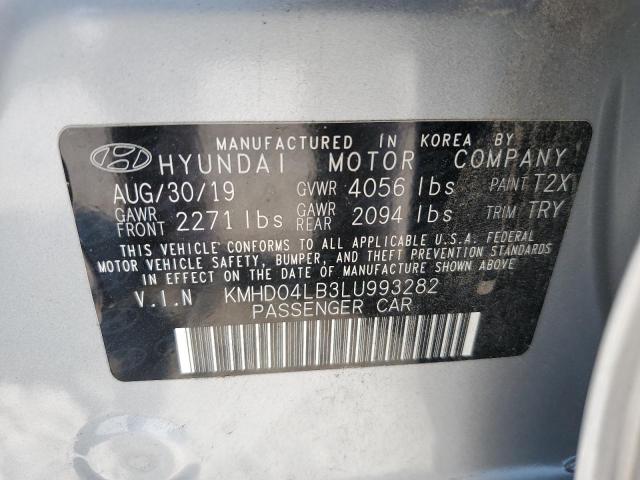 MANUFACTURED IN KOREA BY
HYUNDAI MOTOR COMPANY
AUG/30/19 GVWR 4056 lbs PAINT T2X
GAWR FRONT 2271 lbs GAWR REAR 2094 lbs TRIM TRY
THIS VEHICLE CONFORMS TO ALL APPLICABLE U.S.A. FEDERAL
MOTOR VEHICLE SAFETY, BUMPER, AND THEFT PREVENTION STANDARDS
IN EFFECT ON THE DATE OF MANUFACTURE SHOWN ABOVE.
V.I.N KMHD04LB3LU993282
PASSENGER CAR